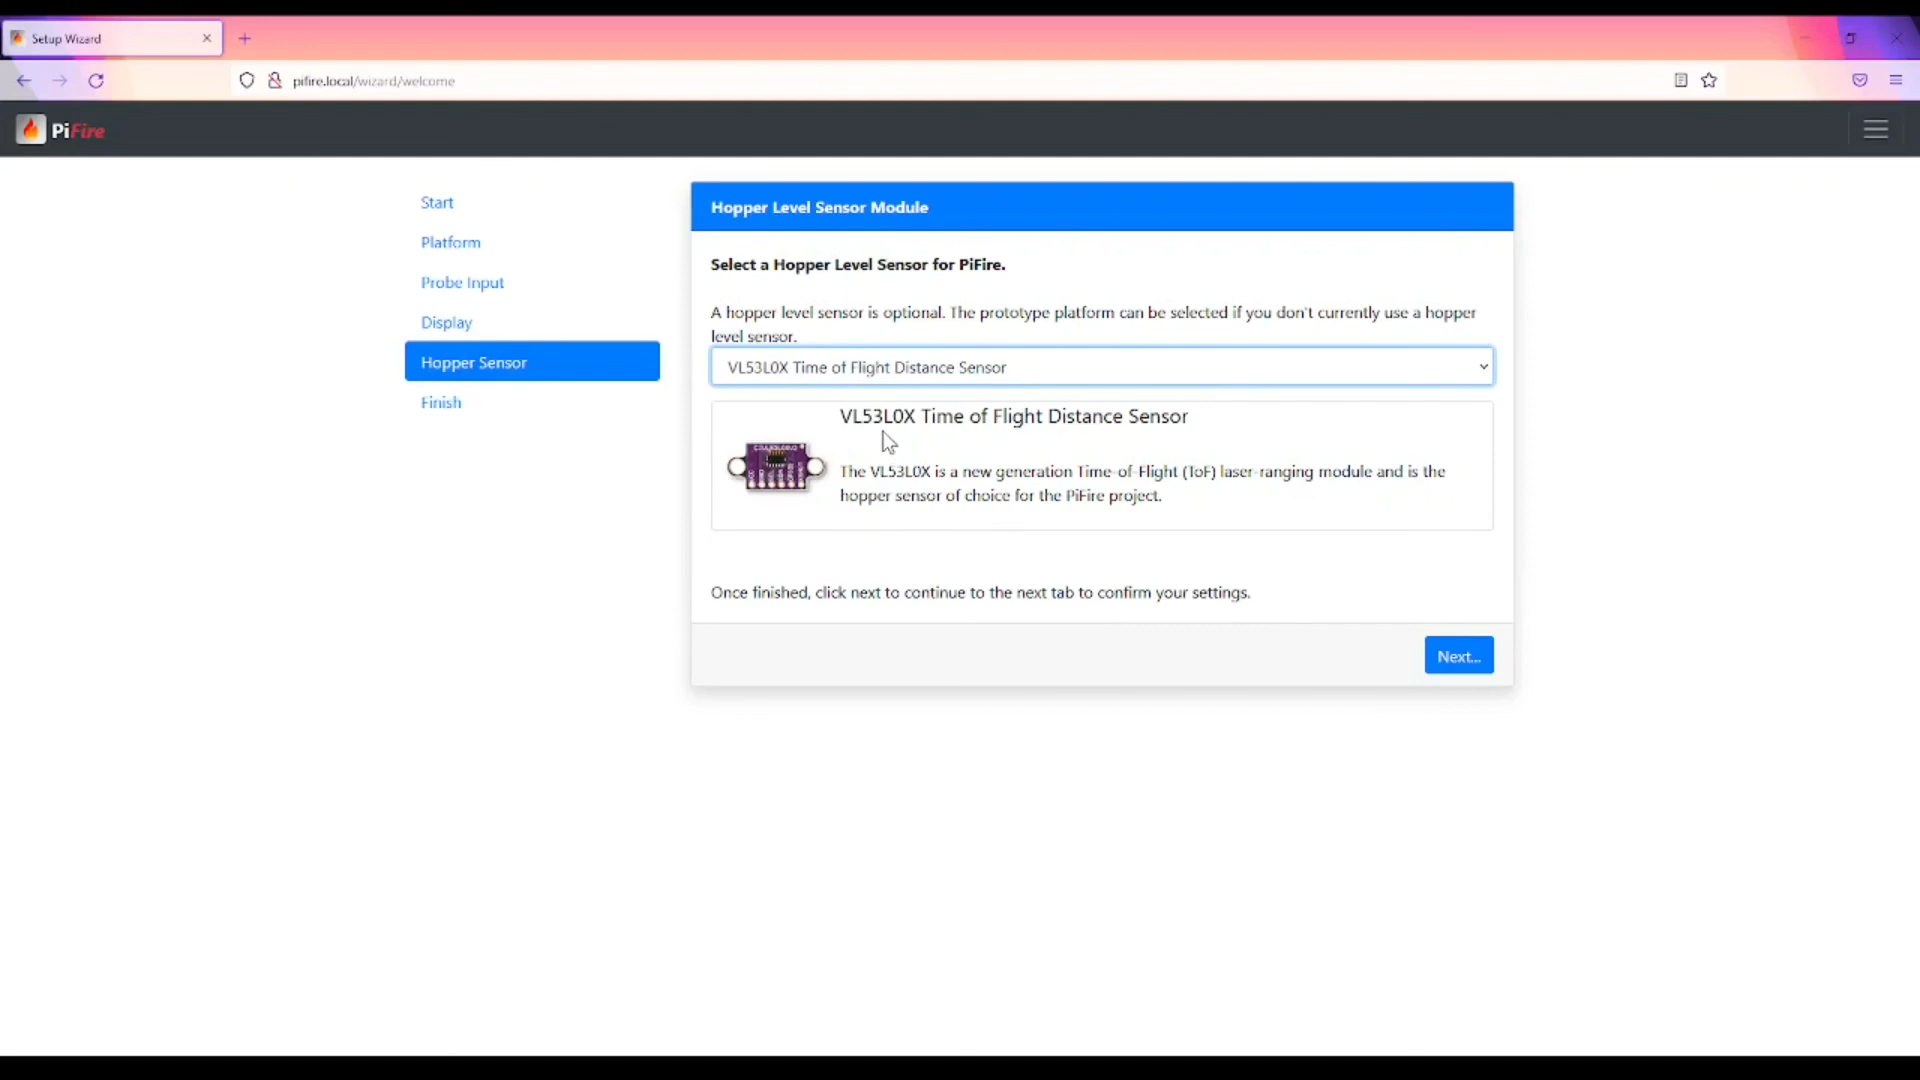 Setup Wizard
pifire.local/wizard/welcome
PiFire
Start
Platform
Probe Input
Display
Hopper Sensor
Finish
Hopper Level Sensor Module
Select a Hopper Level Sensor for PiFire.
A hopper level sensor is optional. The prototype platform can be selected if you don't currently use a hopper
level sensor.
VL53L0X Time of Flight Distance Sensor
VL53L0X Time of Flight Distance Sensor
The VL53L0X is a new generation Time-of-Flight (ToF) laser-ranging module and is the
hopper sensor of choice for the PiFire project.
Once finished, click next to continue to the next tab to confirm your settings.
Next...